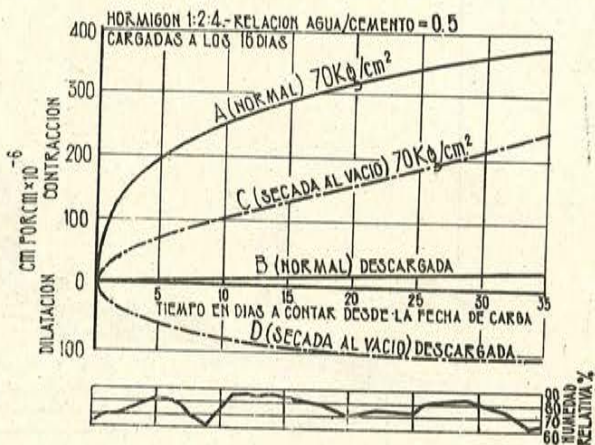 HORMIGON 1:2:4.-RELACION AGUA/CEMENTO = 0.5
CARGADAS A LOS 18 DIAS
400
300
200
100
0
100
cm POR cm x 10⁻⁶
CONTRACCION
DILATACION
A (NORMAL) 70 Kg/cm²
C (SECADA AL VACIO) 70 Kg/cm²
B (NORMAL) DESCARGADA
5 10 15 20 25 30 35
TIEMPO EN DIAS A CONTAR DESDE LA FECHA DE CARGA
D (SECADA AL VACIO) DESCARGADA
90
80
70
60
HUMEDAD
RELATIVA %